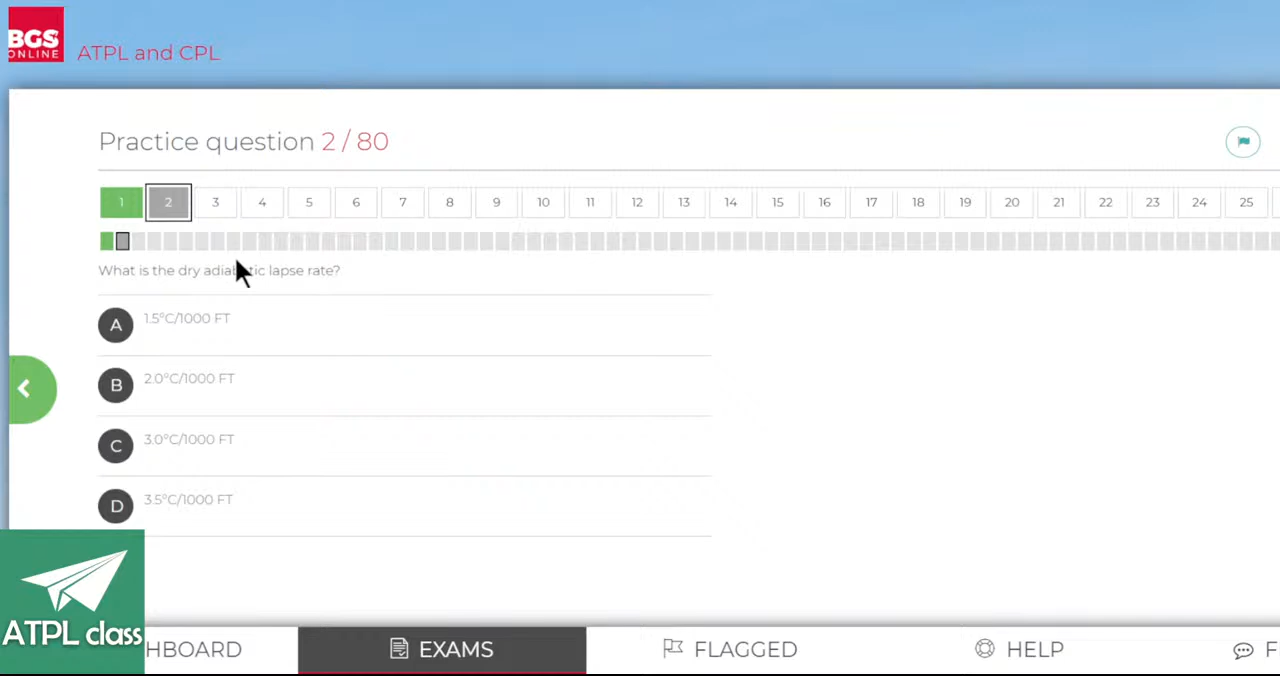 BGS
ONLINE
ATPL and CPL
Practice question 2 / 80
1 2 3 4 5 6 7 8 9 10 11 12 13 14 15 16 17 18 19 20 21 22 23 24 25
What is the dry adiabatic lapse rate?
A 1.5°C/1000 FT
B 2.0°C/1000 FT
C 3.0°C/1000 FT
D 3.5°C/1000 FT
ATPL class
HBOARD EXAMS FLAGGED HELP F